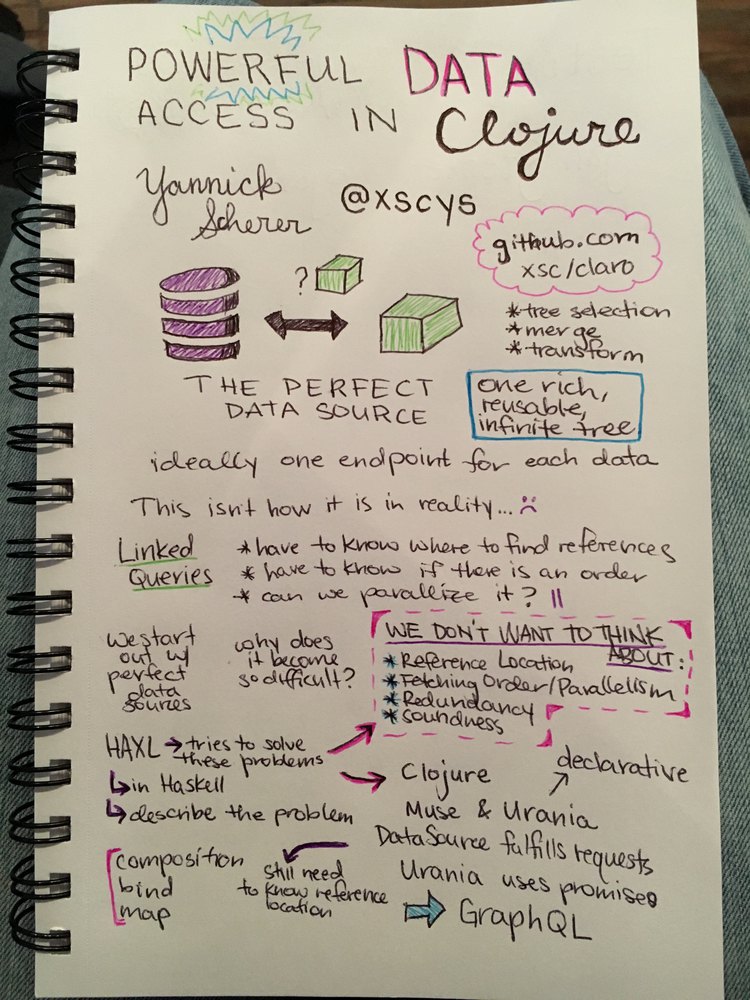 POWERFUL DATA
ACCESS IN Clojure
Yannick
Scherer
@xscys
github.com
xsc/claro
?
*tree selection
*merge
*transform
THE PERFECT
DATA SOURCE
one rich,
reusable,
infinite tree
ideally one endpoint for each data
This isn't how it is in reality... :(
Linked
Queries
*have to know where to find references
*have to know if there is an order
*can we parallize it? ||
we start
out w/
perfect
data
sources
why does
it become
so difficult?
WE DON'T WANT TO THINK
ABOUT:
*Reference Location
*Fetching Order/Parallelism
*Redundancy
*Soundness
HAXL → tries to solve
these problems
↳ in Haskell
↳ describe the problem
composition
bind
map
still need
to know reference
location
→ Clojure
declarative
Muse & Urania
DataSource fulfills requests
Urania uses promises
⇒ GraphQL